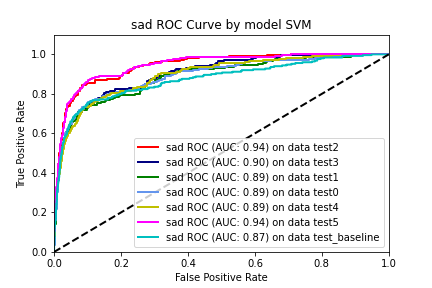 sad ROC Curve by model SVM
True Positive Rate
1.0
0.8
0.6
0.4
0.2
0.0
sad ROC (AUC: 0.94) on data test2
sad ROC (AUC: 0.90) on data test3
sad ROC (AUC: 0.89) on data test1
sad ROC (AUC: 0.89) on data test0
sad ROC (AUC: 0.89) on data test4
sad ROC (AUC: 0.94) on data test5
sad ROC (AUC: 0.87) on data test_baseline
0.0 0.2 0.4 0.6 0.8 1.0
False Positive Rate